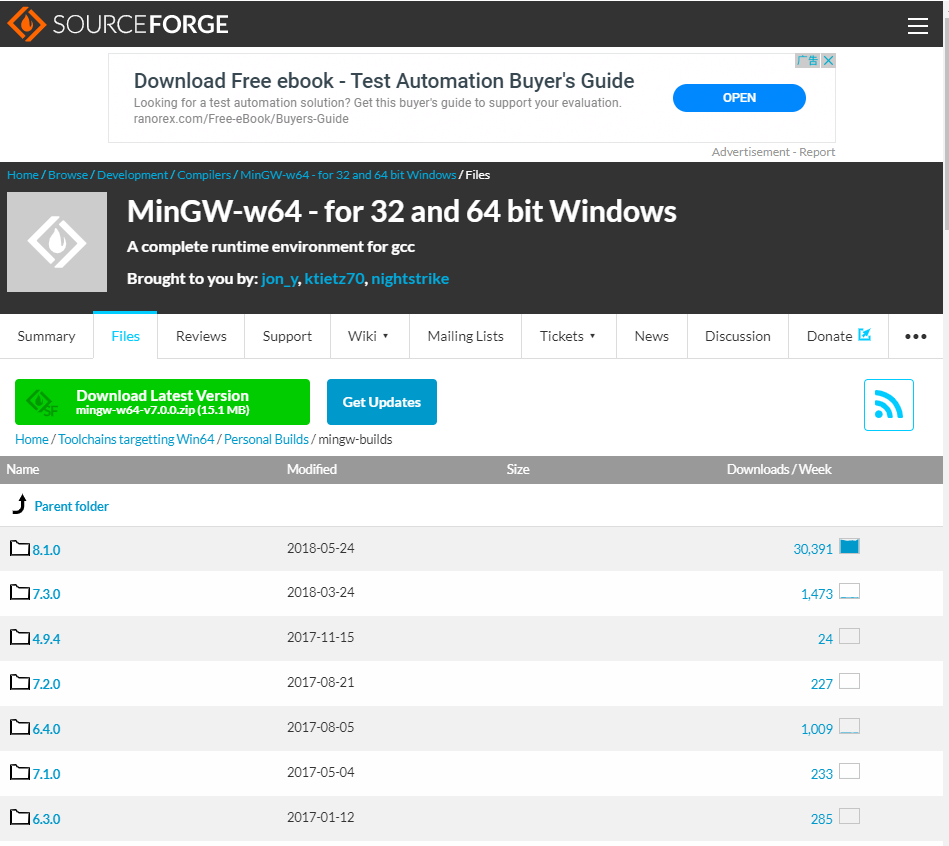 SOURCEFORGE
广告
Download Free ebook - Test Automation Buyer's Guide
Looking for a test automation solution? Get this buyer's guide to support your evaluation.
ranorex.com/Free-eBook/Buyers-Guide
OPEN
Advertisement - Report
Home / Browse / Development / Compilers / MinGW-w64 - for 32 and 64 bit Windows / Files
MinGW-w64 - for 32 and 64 bit Windows
A complete runtime environment for gcc
Brought to you by: jon_y, ktietz70, nightstrike
Summary Files Reviews Support Wiki Mailing Lists Tickets News Discussion Donate
SF
Download Latest Version
mingw-w64-v7.0.0.zip (15.1 MB)
Get Updates
Home / Toolchains targetting Win64 / Personal Builds / mingw-builds
Name Modified Size Downloads / Week
Parent folder
8.1.0 2018-05-24 30,391
7.3.0 2018-03-24 1,473
4.9.4 2017-11-15 24
7.2.0 2017-08-21 227
6.4.0 2017-08-05 1,009
7.1.0 2017-05-04 233
6.3.0 2017-01-12 285